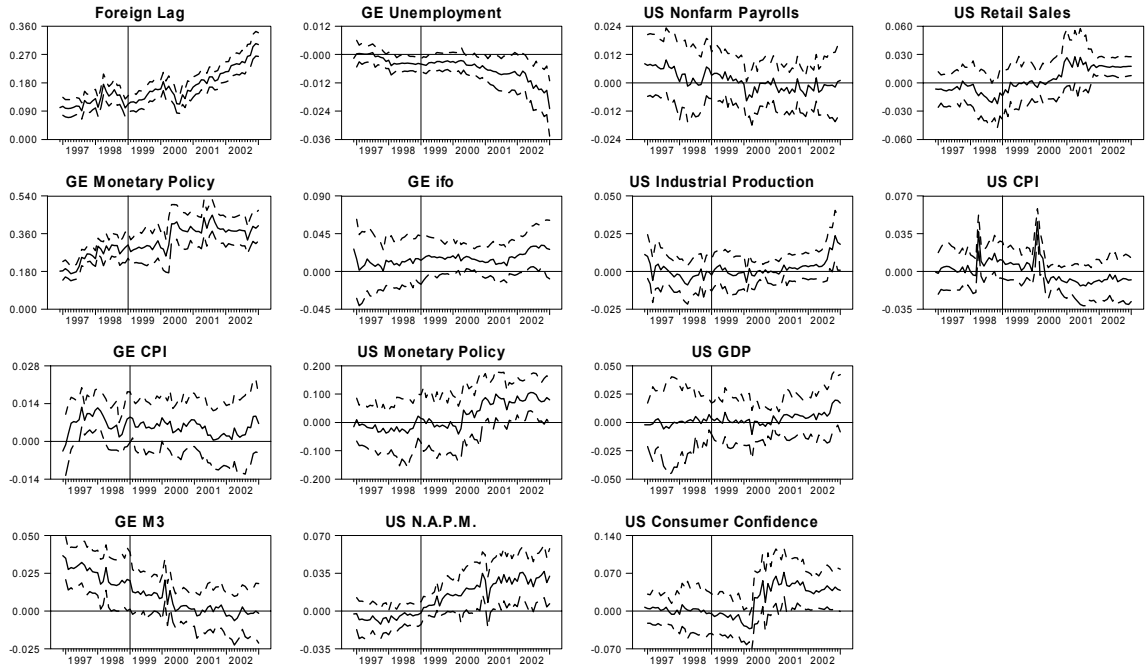 Foreign Lag
0.360
0.270
0.180
0.090
0.000
1997 1998 1999 2000 2001 2002
GE Unemployment
0.012
-0.000
-0.012
-0.024
-0.036
1997 1998 1999 2000 2001 2002
US Nonfarm Payrolls
0.024
0.012
0.000
-0.012
-0.024
1997 1998 1999 2000 2001 2002
US Retail Sales
0.060
0.030
0.000
-0.030
-0.060
1997 1998 1999 2000 2001 2002
GE Monetary Policy
0.540
0.360
0.180
0.000
1997 1998 1999 2000 2001 2002
GE ifo
0.090
0.045
0.000
-0.045
1997 1998 1999 2000 2001 2002
US Industrial Production
0.050
0.025
0.000
-0.025
1997 1998 1999 2000 2001 2002
US CPI
0.070
0.035
0.000
-0.035
1997 1998 1999 2000 2001 2002
GE CPI
0.028
0.014
0.000
-0.014
1997 1998 1999 2000 2001 2002
US Monetary Policy
0.200
0.100
0.000
-0.100
-0.200
1997 1998 1999 2000 2001 2002
US GDP
0.050
0.025
0.000
-0.025
-0.050
1997 1998 1999 2000 2001 2002
GE M3
0.050
0.025
0.000
-0.025
1997 1998 1999 2000 2001 2002
US N.A.P.M.
0.070
0.035
0.000
-0.035
1997 1998 1999 2000 2001 2002
US Consumer Confidence
0.140
0.070
0.000
-0.070
1997 1998 1999 2000 2001 2002